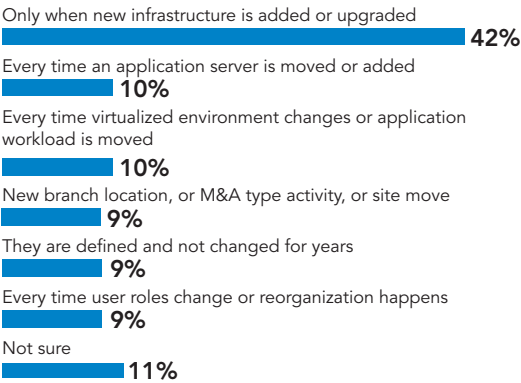 Only when new infrastructure is added or upgraded
42%
Every time an application server is moved or added
10%
Every time virtualized environment changes or application
workload is moved
10%
New branch location, or M&A type activity, or site move
9%
They are defined and not changed for years
9%
Every time user roles change or reorganization happens
9%
Not sure
11%